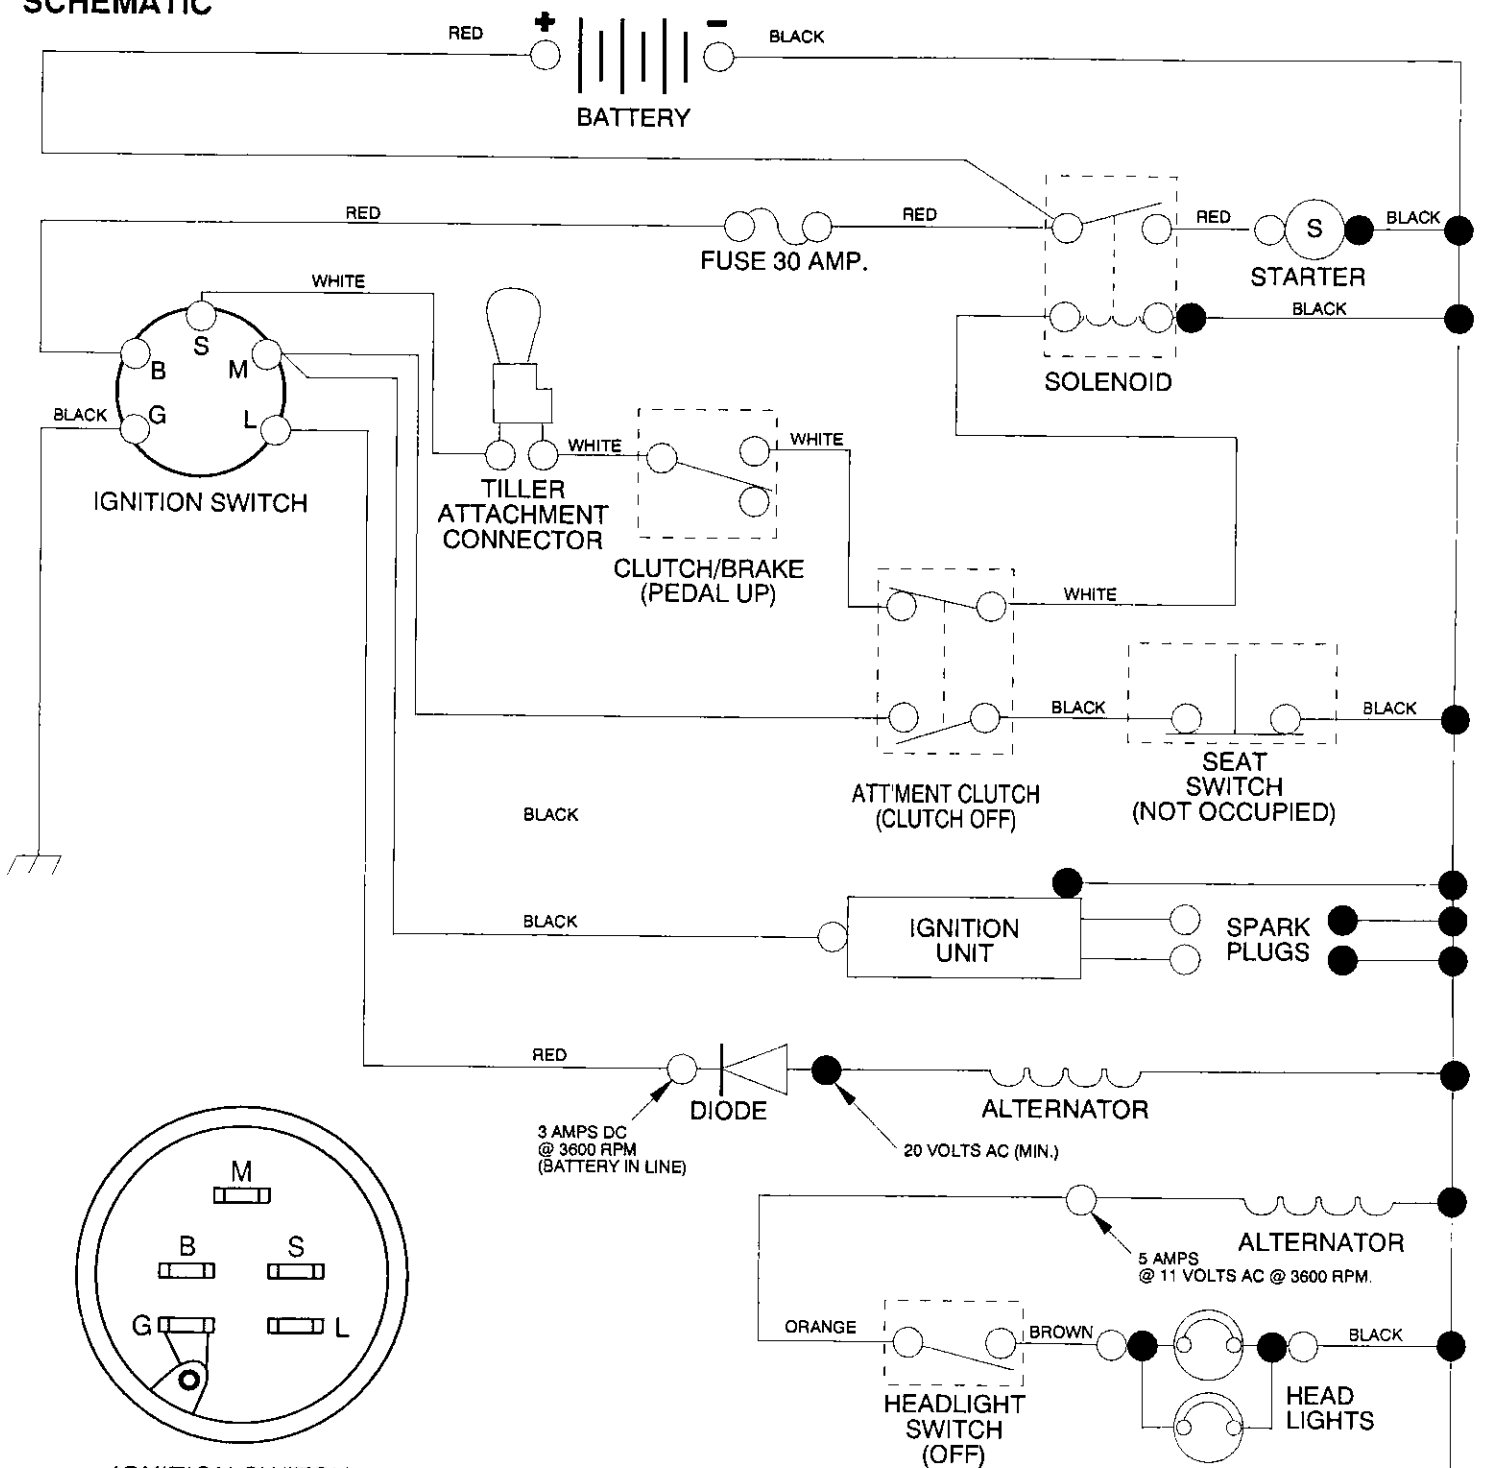 SCHEMATIC
RED
+
-
BLACK
BATTERY
RED
FUSE 30 AMP.
RED
RED
S
BLACK
STARTER
BLACK
SOLENOID
WHITE
S
B
M
G
L
BLACK
IGNITION SWITCH
TILLER
ATTACHMENT
CONNECTOR
WHITE
WHITE
CLUTCH/BRAKE
(PEDAL UP)
WHITE
BLACK
BLACK
SEAT
SWITCH
(NOT OCCUPIED)
ATT'MENT CLUTCH
(CLUTCH OFF)
BLACK
BLACK
IGNITION
UNIT
SPARK
PLUGS
RED
DIODE
ALTERNATOR
3 AMPS DC
@ 3600 RPM
(BATTERY IN LINE)
20 VOLTS AC (MIN.)
ALTERNATOR
5 AMPS
@ 11 VOLTS AC @ 3600 RPM.
ORANGE
BROWN
BLACK
HEADLIGHT
SWITCH
(OFF)
HEAD
LIGHTS
M
B
S
G
L